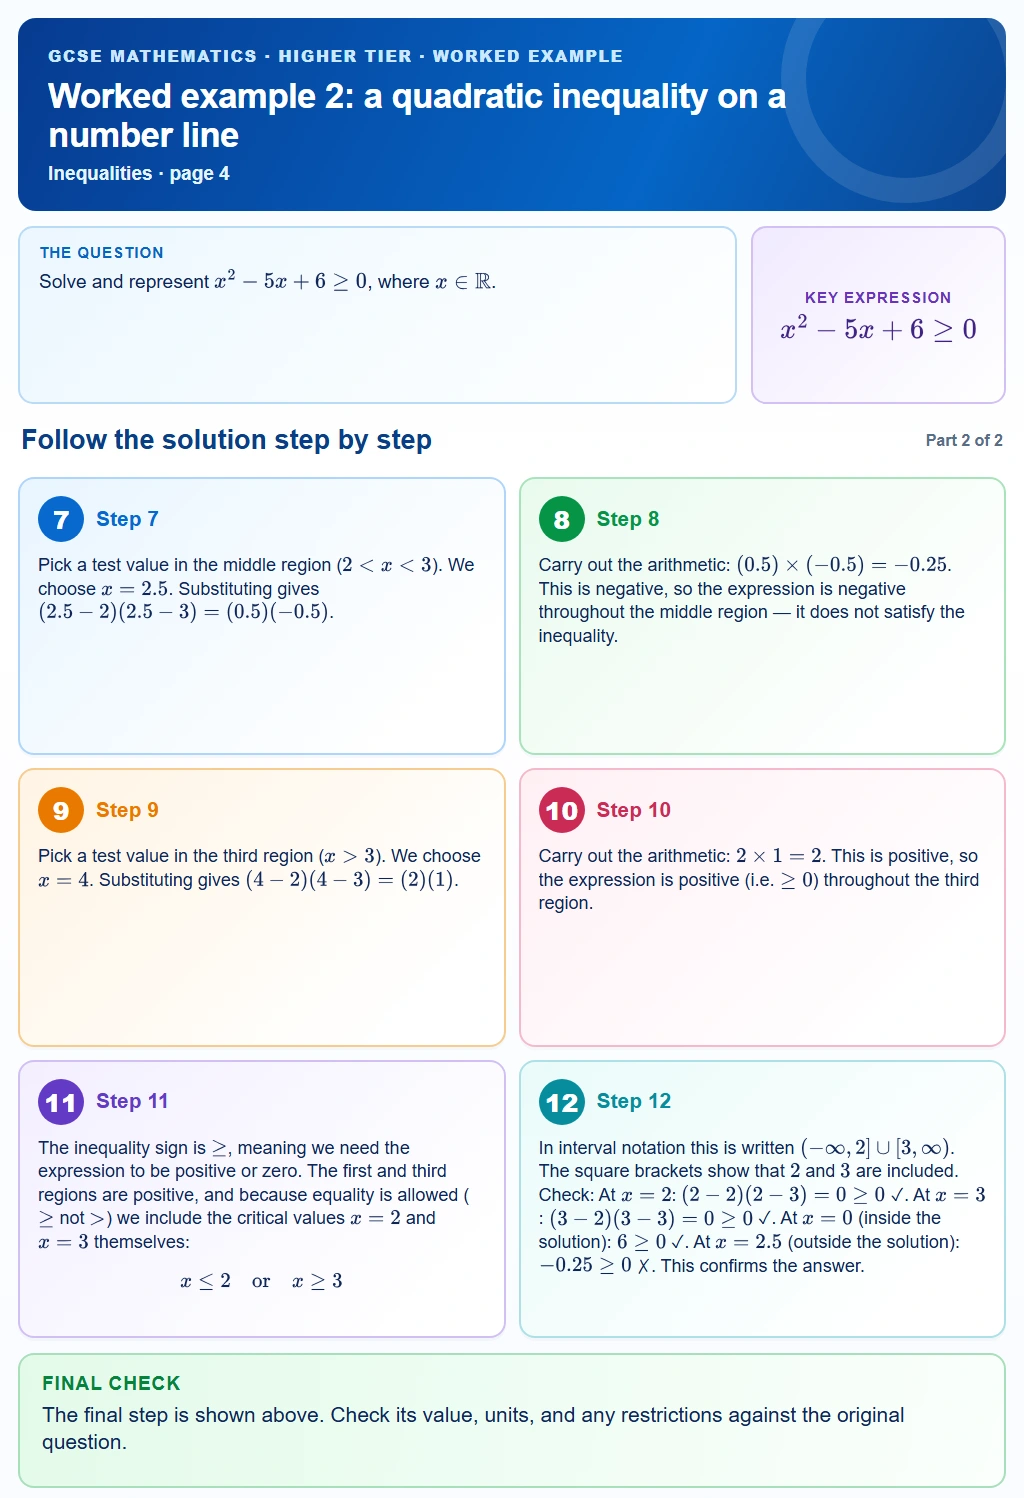 GCSE MATHEMATICS · HIGHER TIER · WORKED EXAMPLE
Worked example 2: a quadratic inequality on a
number line
Inequalities · page 4
THE QUESTION
Solve and represent x² − 5x + 6 ≥ 0, where x ∈ ℝ.
KEY EXPRESSION
x² − 5x + 6 ≥ 0
Follow the solution step by step
Part 2 of 2
7 Step 7
Pick a test value in the middle region (2 < x < 3). We
choose x = 2.5. Substituting gives
(2.5 − 2)(2.5 − 3) = (0.5)(−0.5).
8 Step 8
Carry out the arithmetic: (0.5) × (−0.5) = −0.25.
This is negative, so the expression is negative
throughout the middle region — it does not satisfy the
inequality.
9 Step 9
Pick a test value in the third region (x > 3). We choose
x = 4. Substituting gives (4 − 2)(4 − 3) = (2)(1).
10 Step 10
Carry out the arithmetic: 2 × 1 = 2. This is positive, so
the expression is positive (i.e. ≥ 0) throughout the third
region.
11 Step 11
The inequality sign is ≥, meaning we need the
expression to be positive or zero. The first and third
regions are positive, and because equality is allowed (
≥ not >) we include the critical values x = 2 and
x = 3 themselves:
x ≤ 2 or x ≥ 3
12 Step 12
In interval notation this is written (−∞, 2] ∪ [3, ∞).
The square brackets show that 2 and 3 are included.
Check: At x = 2: (2 − 2)(2 − 3) = 0 ≥ 0 ✓. At x = 3
: (3 − 2)(3 − 3) = 0 ≥ 0 ✓. At x = 0 (inside the
solution): 6 ≥ 0 ✓. At x = 2.5 (outside the solution):
−0.25 ≥ 0 ✗. This confirms the answer.
FINAL CHECK
The final step is shown above. Check its value, units, and any restrictions against the original
question.